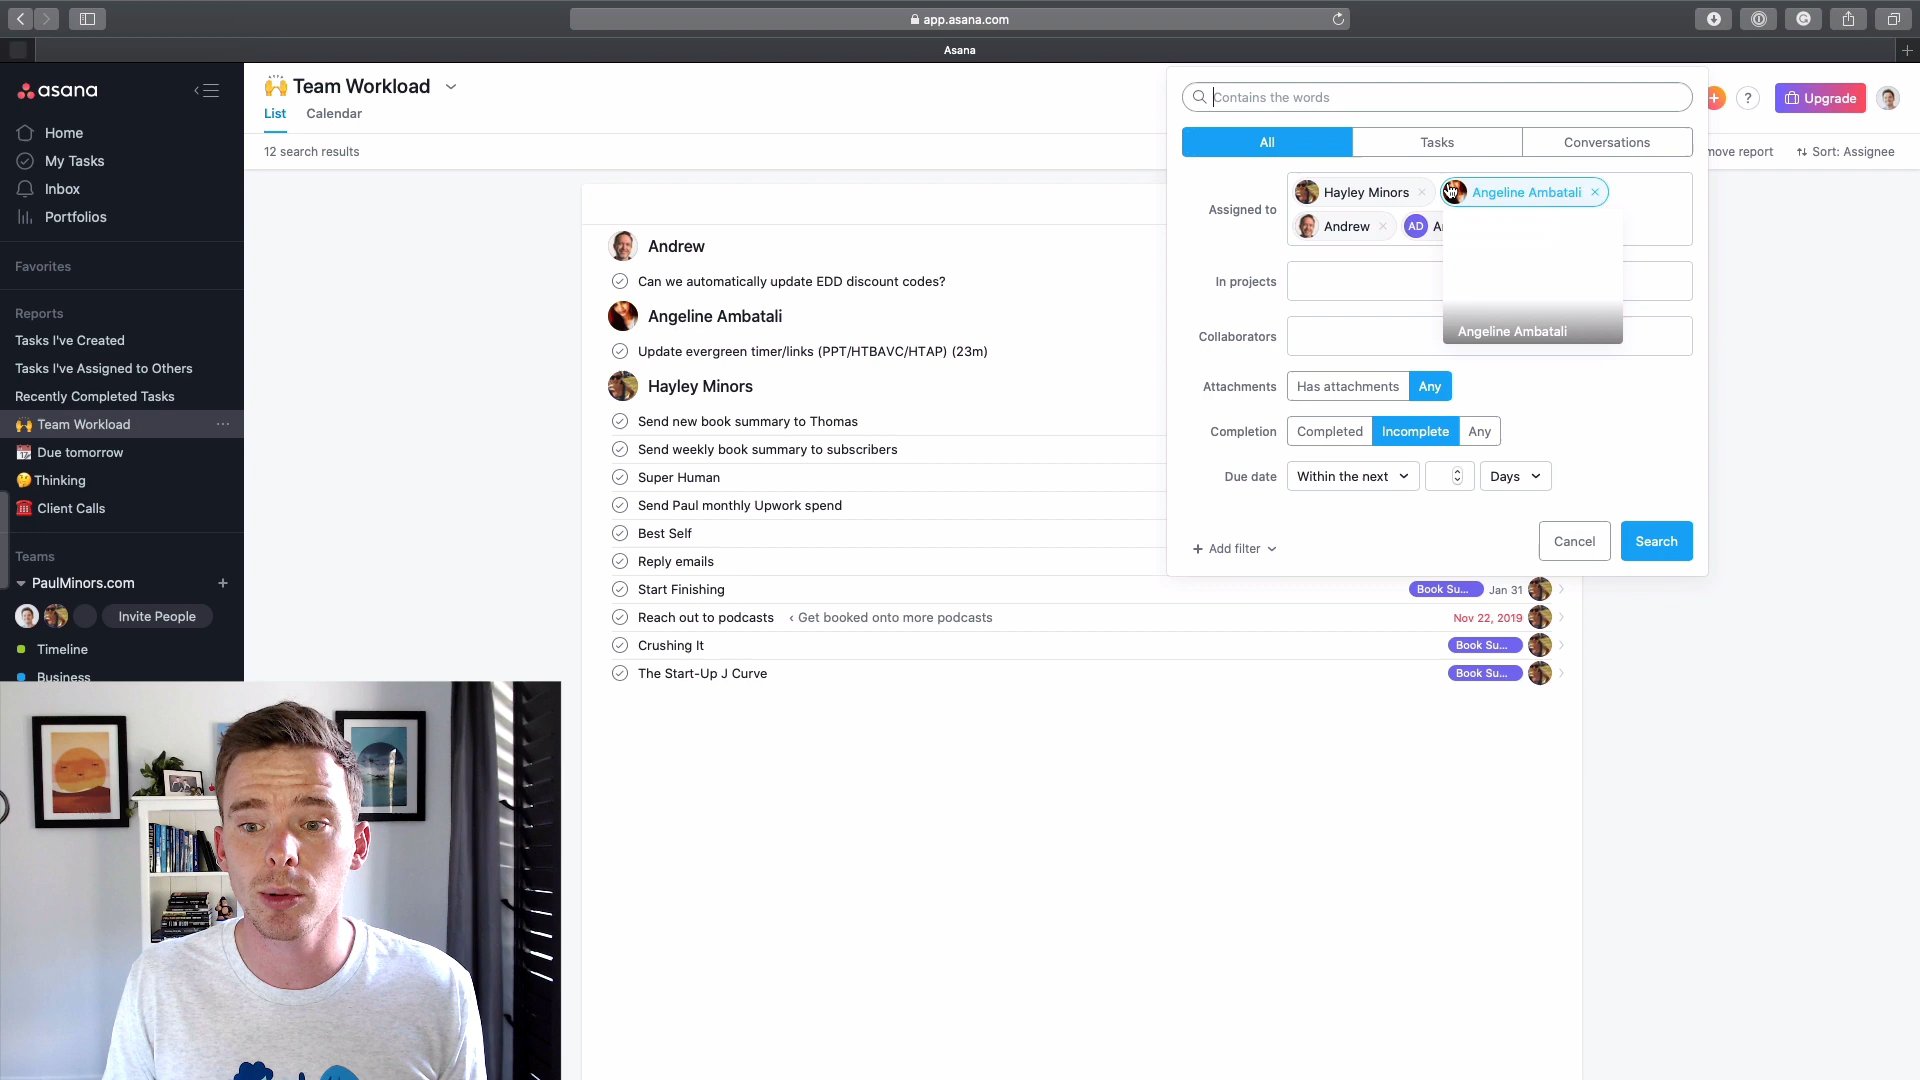 app.asana.com
Asana
asana
Home
My Tasks
Inbox
Portfolios
Favorites
Reports
Tasks I've Created
Tasks I've Assigned to Others
Recently Completed Tasks
Team Workload
Due tomorrow
Thinking
Client Calls
Teams
PaulMinors.com
Invite People
Timeline
Business
Team Workload
List
Calendar
12 search results
Andrew
Can we automatically update EDD discount codes?
Angeline Ambatali
Update evergreen timer/links (PPT/HTBAVC/HTAP) (23m)
Hayley Minors
Send new book summary to Thomas
Send weekly book summary to subscribers
Super Human
Send Paul monthly Upwork spend
Best Self
Reply emails
Start Finishing
Book Su...
Jan 31
Reach out to podcasts
‹ Get booked onto more podcasts
Nov 22, 2019
Crushing It
Book Su...
The Start-Up J Curve
Book Su...
Contains the words
All
Tasks
Conversations
Assigned to
Hayley Minors
Angeline Ambatali
Andrew
AD
In projects
Collaborators
Angeline Ambatali
Attachments
Has attachments
Any
Completion
Completed
Incomplete
Any
Due date
Within the next
Days
+ Add filter
Cancel
Search
?
Upgrade
move report
Sort: Assignee